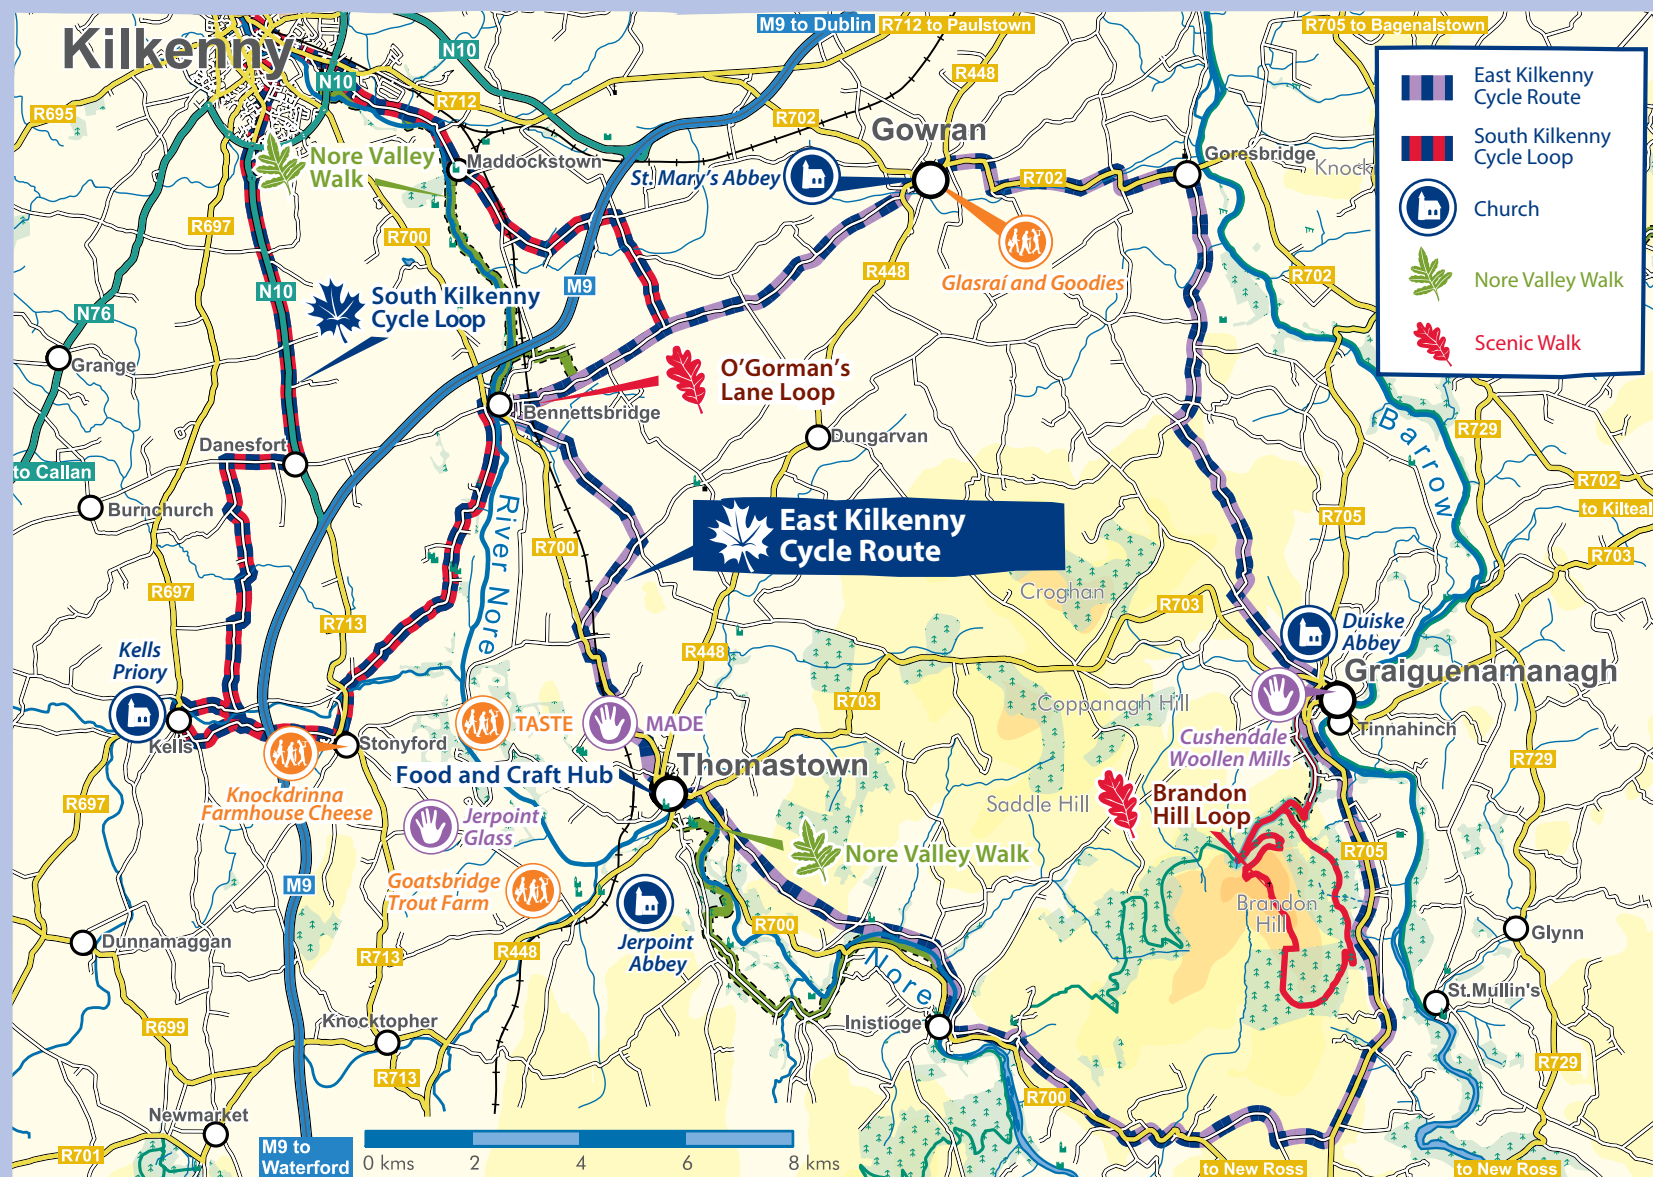 M9 to Dublin
R712 to Paulstown
R705 to Bagenalstown
Kilkenny
N10
R448
N10
R712
R695
R702
Gowran
East Kilkenny
Cycle Route
South Kilkenny
Cycle Loop
Church
Nore Valley Walk
Scenic Walk
Nore Valley
Walk
Maddockstown
St. Mary's Abbey
Goresbridge
Knock
R702
R697
R700
R448
R702
Glasraí and Goodies
M9
N10
South Kilkenny
Cycle Loop
N76
Grange
O'Gorman's
Lane Loop
Bennettsbridge
Dungarvan
Barrow
R729
Danesfort
to Callan
R702
Burnchurch
to Kilteal
River Nore
East Kilkenny
Cycle Route
R705
R700
R703
R697
Croghan
R703
R713
Duiske
Abbey
Kells
Priory
R448
Graiguenamanagh
R703
Coppanagh Hill
TASTE
MADE
Tinnahinch
Kells
Stonyford
Cushendale
Woollen Mills
R729
Thomastown
Food and Craft Hub
Knockdrinna
Farmhouse Cheese
R697
Saddle Hill
Brandon
Hill Loop
Jerpoint
Glass
Nore Valley Walk
R705
Goatsbridge
Trout Farm
M9
Brandon
Hill
R700
Glynn
Dunnamaggan
Jerpoint
Abbey
R448
R713
Nore
St.Mullin's
Knocktopher
Inistioge
R699
R729
R713
R700
Newmarket
M9 to
Waterford
R701
0 kms
2
4
6
8 kms
to New Ross
to New Ross